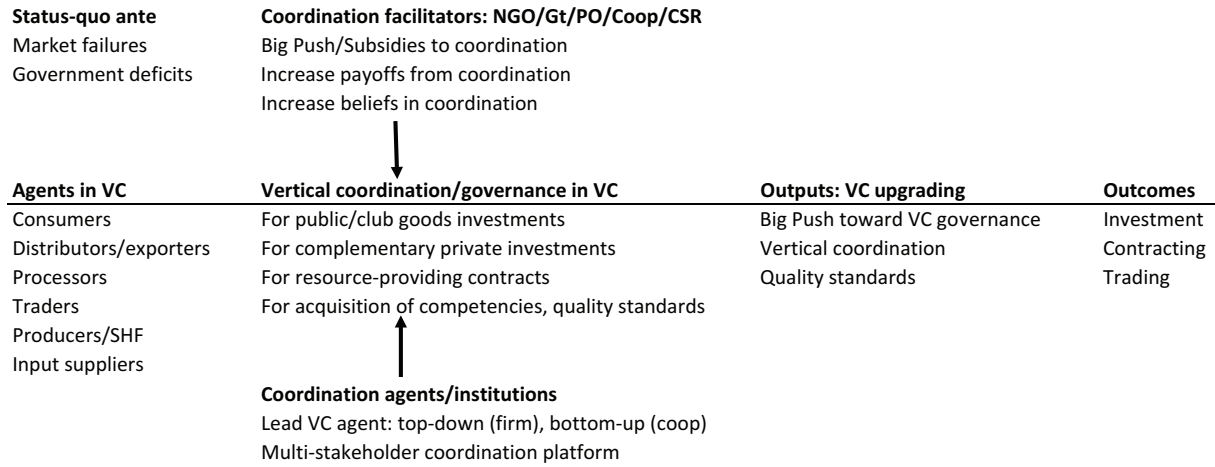 Status-quo ante Coordination facilitators: NGO/Gt/PO/Coop/CSR
Market failures Big Push/Subsidies to coordination
Government deficits Increase payoffs from coordination
Increase beliefs in coordination
Agents in VC Vertical coordination/governance in VC Outputs: VC upgrading Outcomes
Consumers For public/club goods investments Big Push toward VC governance Investment
Distributors/exporters For complementary private investments Vertical coordination Contracting
Processors For resource-providing contracts Quality standards Trading
Traders For acquisition of competencies, quality standards
Producers/SHF
Input suppliers
Coordination agents/institutions
Lead VC agent: top-down (firm), bottom-up (coop)
Multi-stakeholder coordination platform